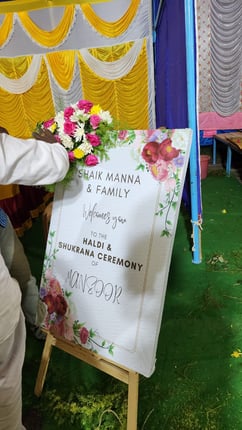 SHAIK MANNA
& FAMILY
Welcomes you
TO THE
HALDI &
SHUKRANA CEREMONY
OF
MANSOOR